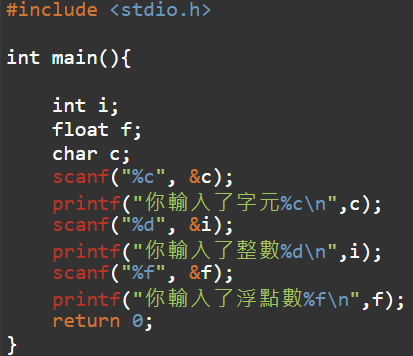 #include <stdio.h>
int main(){
int i;
float f;
char c;
scanf("%c", &c);
printf("你輸入了字元%c\n",c);
scanf("%d", &i);
printf("你輸入了整數%d\n",i);
scanf("%f", &f);
printf("你輸入了浮點數%f\n",f);
return 0;
}